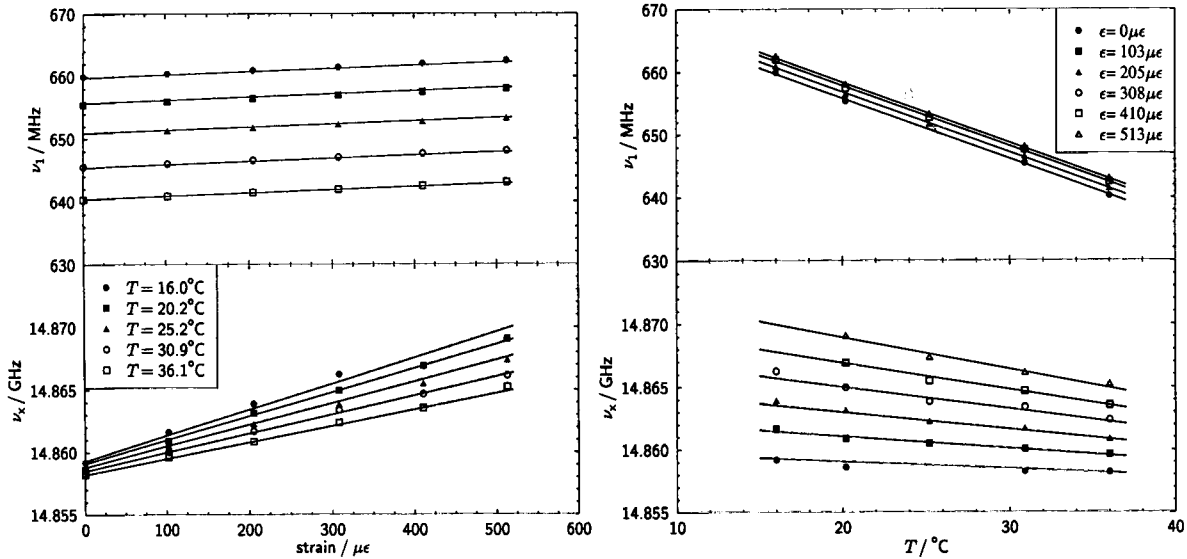 670
660
650
640
630
ν₁ / MHz
T = 16.0°C
T = 20.2°C
T = 25.2°C
T = 30.9°C
T = 36.1°C
14.870
14.865
14.860
14.855
νₓ / GHz
0
100
200
300
400
500
600
strain / με
670
660
650
640
630
ν₁ / MHz
ϵ= 0μϵ
ϵ= 103μϵ
ϵ= 205μϵ
ϵ= 308μϵ
ϵ= 410μϵ
ϵ= 513μϵ
14.870
14.865
14.860
14.855
νₓ / GHz
10
20
30
40
T / °C